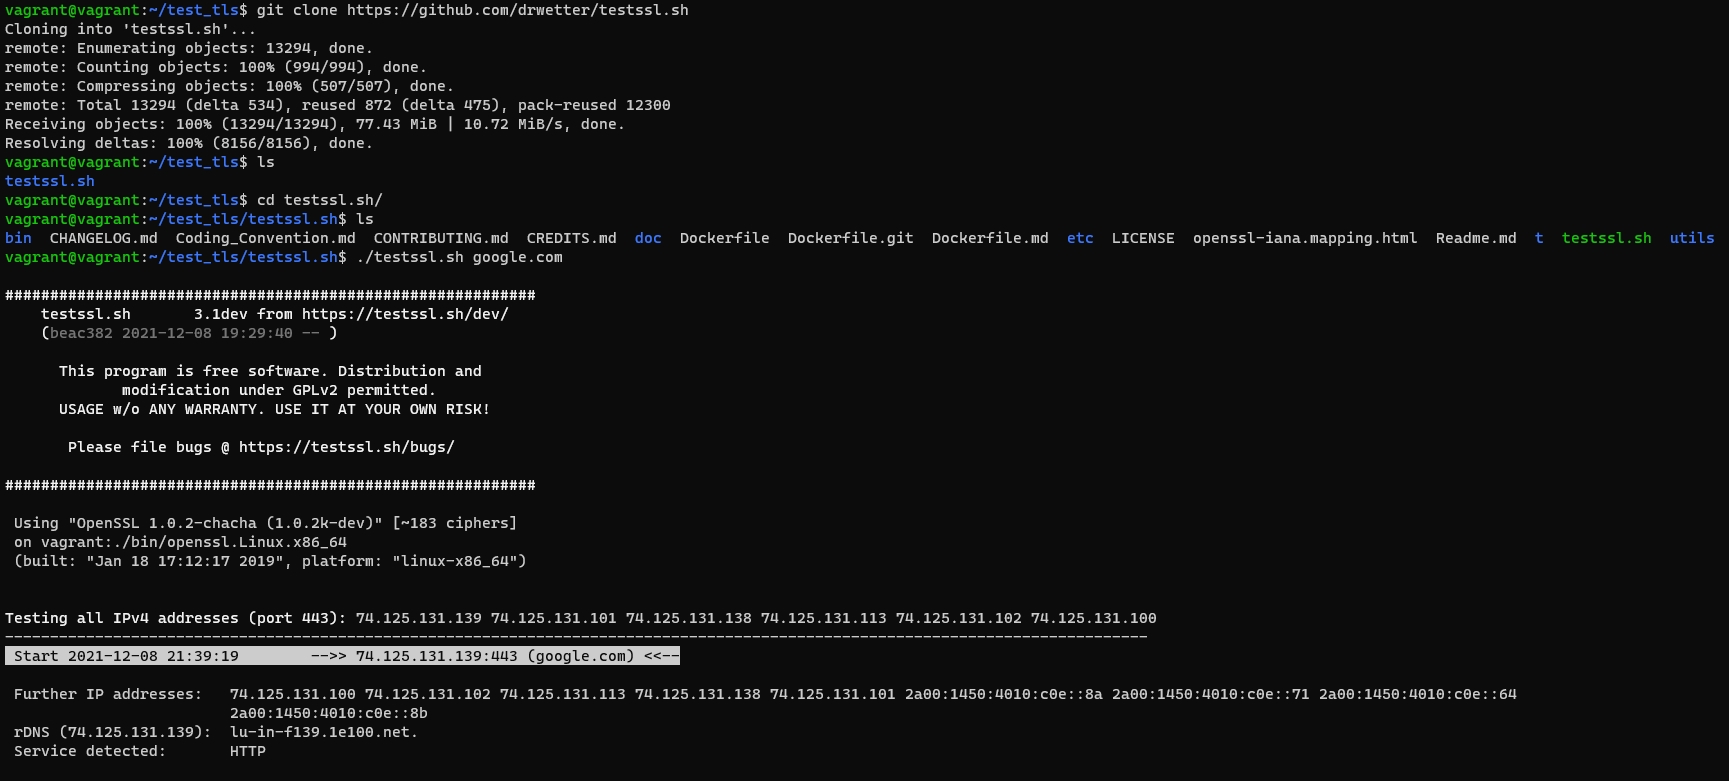 vagrant@vagrant:~/test_tls$ git clone https://github.com/drwetter/testssl.sh
Cloning into 'testssl.sh'...
remote: Enumerating objects: 13294, done.
remote: Counting objects: 100% (994/994), done.
remote: Compressing objects: 100% (507/507), done.
remote: Total 13294 (delta 534), reused 872 (delta 475), pack-reused 12300
Receiving objects: 100% (13294/13294), 77.43 MiB | 10.72 MiB/s, done.
Resolving deltas: 100% (8156/8156), done.
vagrant@vagrant:~/test_tls$ ls
testssl.sh
vagrant@vagrant:~/test_tls$ cd testssl.sh/
vagrant@vagrant:~/test_tls/testssl.sh$ ls
bin  CHANGELOG.md  Coding_Convention.md  CONTRIBUTING.md  CREDITS.md  doc  Dockerfile  Dockerfile.git  Dockerfile.md  etc  LICENSE  openssl-iana.mapping.html  Readme.md  t  testssl.sh  utils
vagrant@vagrant:~/test_tls/testssl.sh$ ./testssl.sh google.com
###########################################################
testssl.sh       3.1dev from https://testssl.sh/dev/
(beac382 2021-12-08 19:29:40 -- )
This program is free software. Distribution and
modification under GPLv2 permitted.
USAGE w/o ANY WARRANTY. USE IT AT YOUR OWN RISK!
Please file bugs @ https://testssl.sh/bugs/
###########################################################
Using "OpenSSL 1.0.2-chacha (1.0.2k-dev)" [~183 ciphers]
on vagrant:./bin/openssl.Linux.x86_64
(built: "Jan 18 17:12:17 2019", platform: "linux-x86_64")
Testing all IPv4 addresses (port 443): 74.125.131.139 74.125.131.101 74.125.131.138 74.125.131.113 74.125.131.102 74.125.131.100
-------------------------------------------------------------------------------------------------------------------------------
Start 2021-12-08 21:39:19        -->> 74.125.131.139:443 (google.com) <<--
Further IP addresses:   74.125.131.100 74.125.131.102 74.125.131.113 74.125.131.138 74.125.131.101 2a00:1450:4010:c0e::8a 2a00:1450:4010:c0e::71 2a00:1450:4010:c0e::64
2a00:1450:4010:c0e::8b
rDNS (74.125.131.139):  lu-in-f139.1e100.net.
Service detected:       HTTP